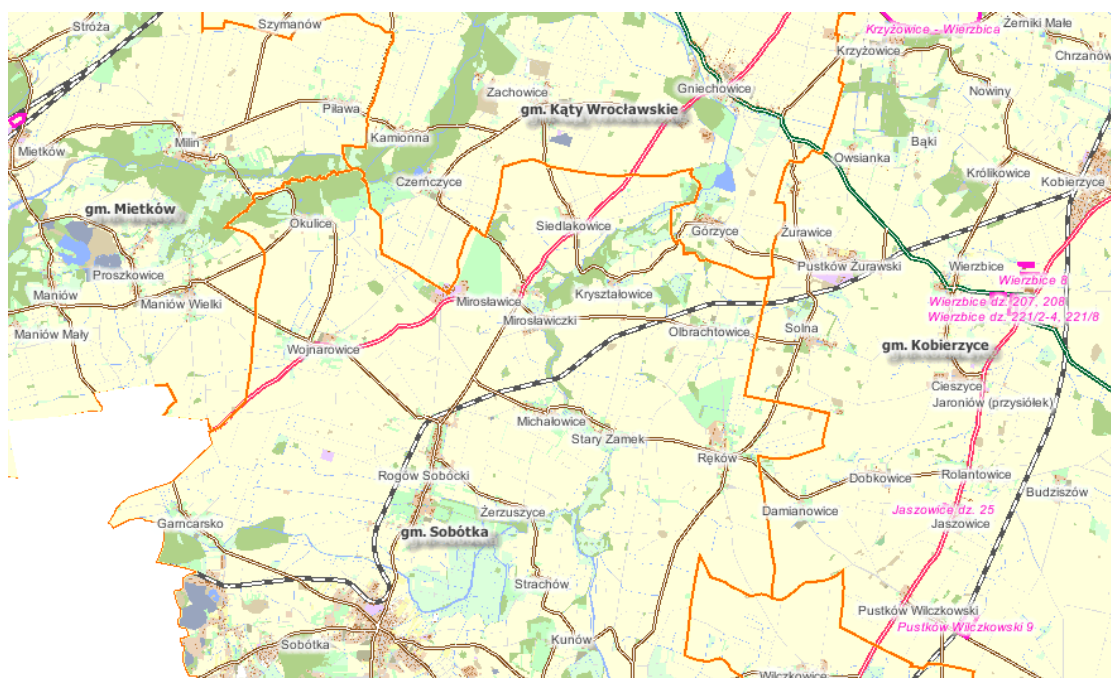 Stróża
Szymanów
Krzyżowice - Wierzbica
Żerniki Małe
Krzyżowice
Chrzanów
Gniechowice
Zachowice
Nowiny
Piława
gm. Kąty Wrocławskie
Kamionna
Milin
Mietków
Bąki
Owsianka
Królikowice
Czerńczyce
Kobierzyce
gm. Mietków
Okulice
Siedlakowice
Górzyce
Żurawice
Proszkowice
Pustków Żurawski
Wierzbice
Wierzbice 8
Maniów
Maniów Wielki
Mirosławice
Kryształowice
Wierzbice dz. 207, 208
Wierzbice dz. 221/2-4, 221/8
Mirosławiczki
Olbrachtowice
Solna
Maniów Mały
Wojnarowice
gm. Kobierzyce
Cieszyce
Jaroniów (przysiółek)
Michałowice
Stary Zamek
Ręków
Rogów Sobócki
Dobkowice
Rolantowice
Budziszów
Żerzuszyce
Damianowice
Jaszowice dz. 25
Garncarsko
gm. Sobótka
Jaszowice
Strachów
Pustków Wilczkowski
Pustków Wilczkowski 9
Sobótka
Kunów
Wilczkowice